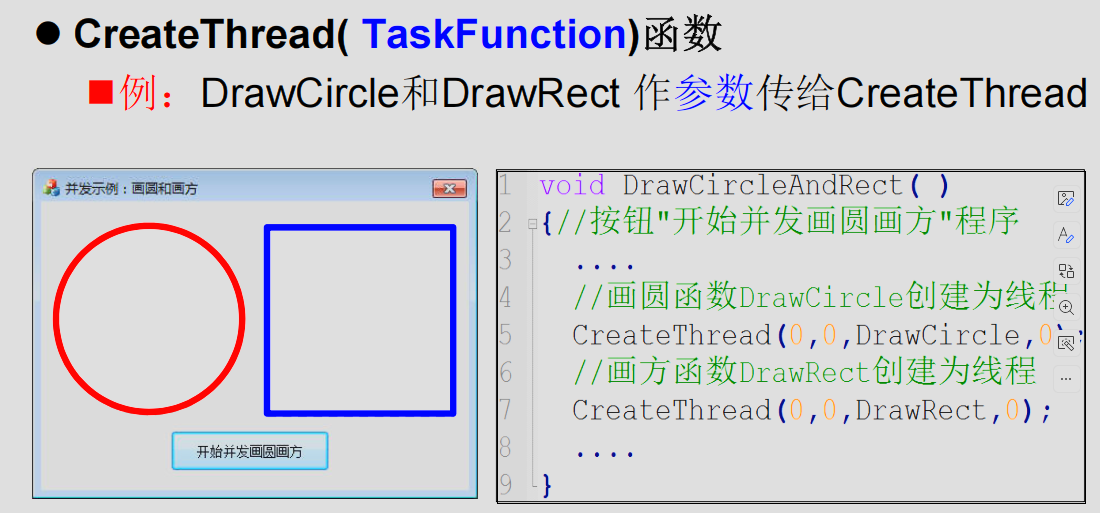 ● CreateThread( TaskFunction)函数
■例：DrawCircle和DrawRect 作参数传给CreateThread
并发示例：画圆和画方
开始并发画圆画方
1 void DrawCircleAndRect( )
2 {//按钮"开始并发画圆画方"程序
3 ....
4 //画圆函数DrawCircle创建为线程
5 CreateThread(0,0,DrawCircle,0);
6 //画方函数DrawRect创建为线程
7 CreateThread(0,0,DrawRect,0);
8 ....
9 }